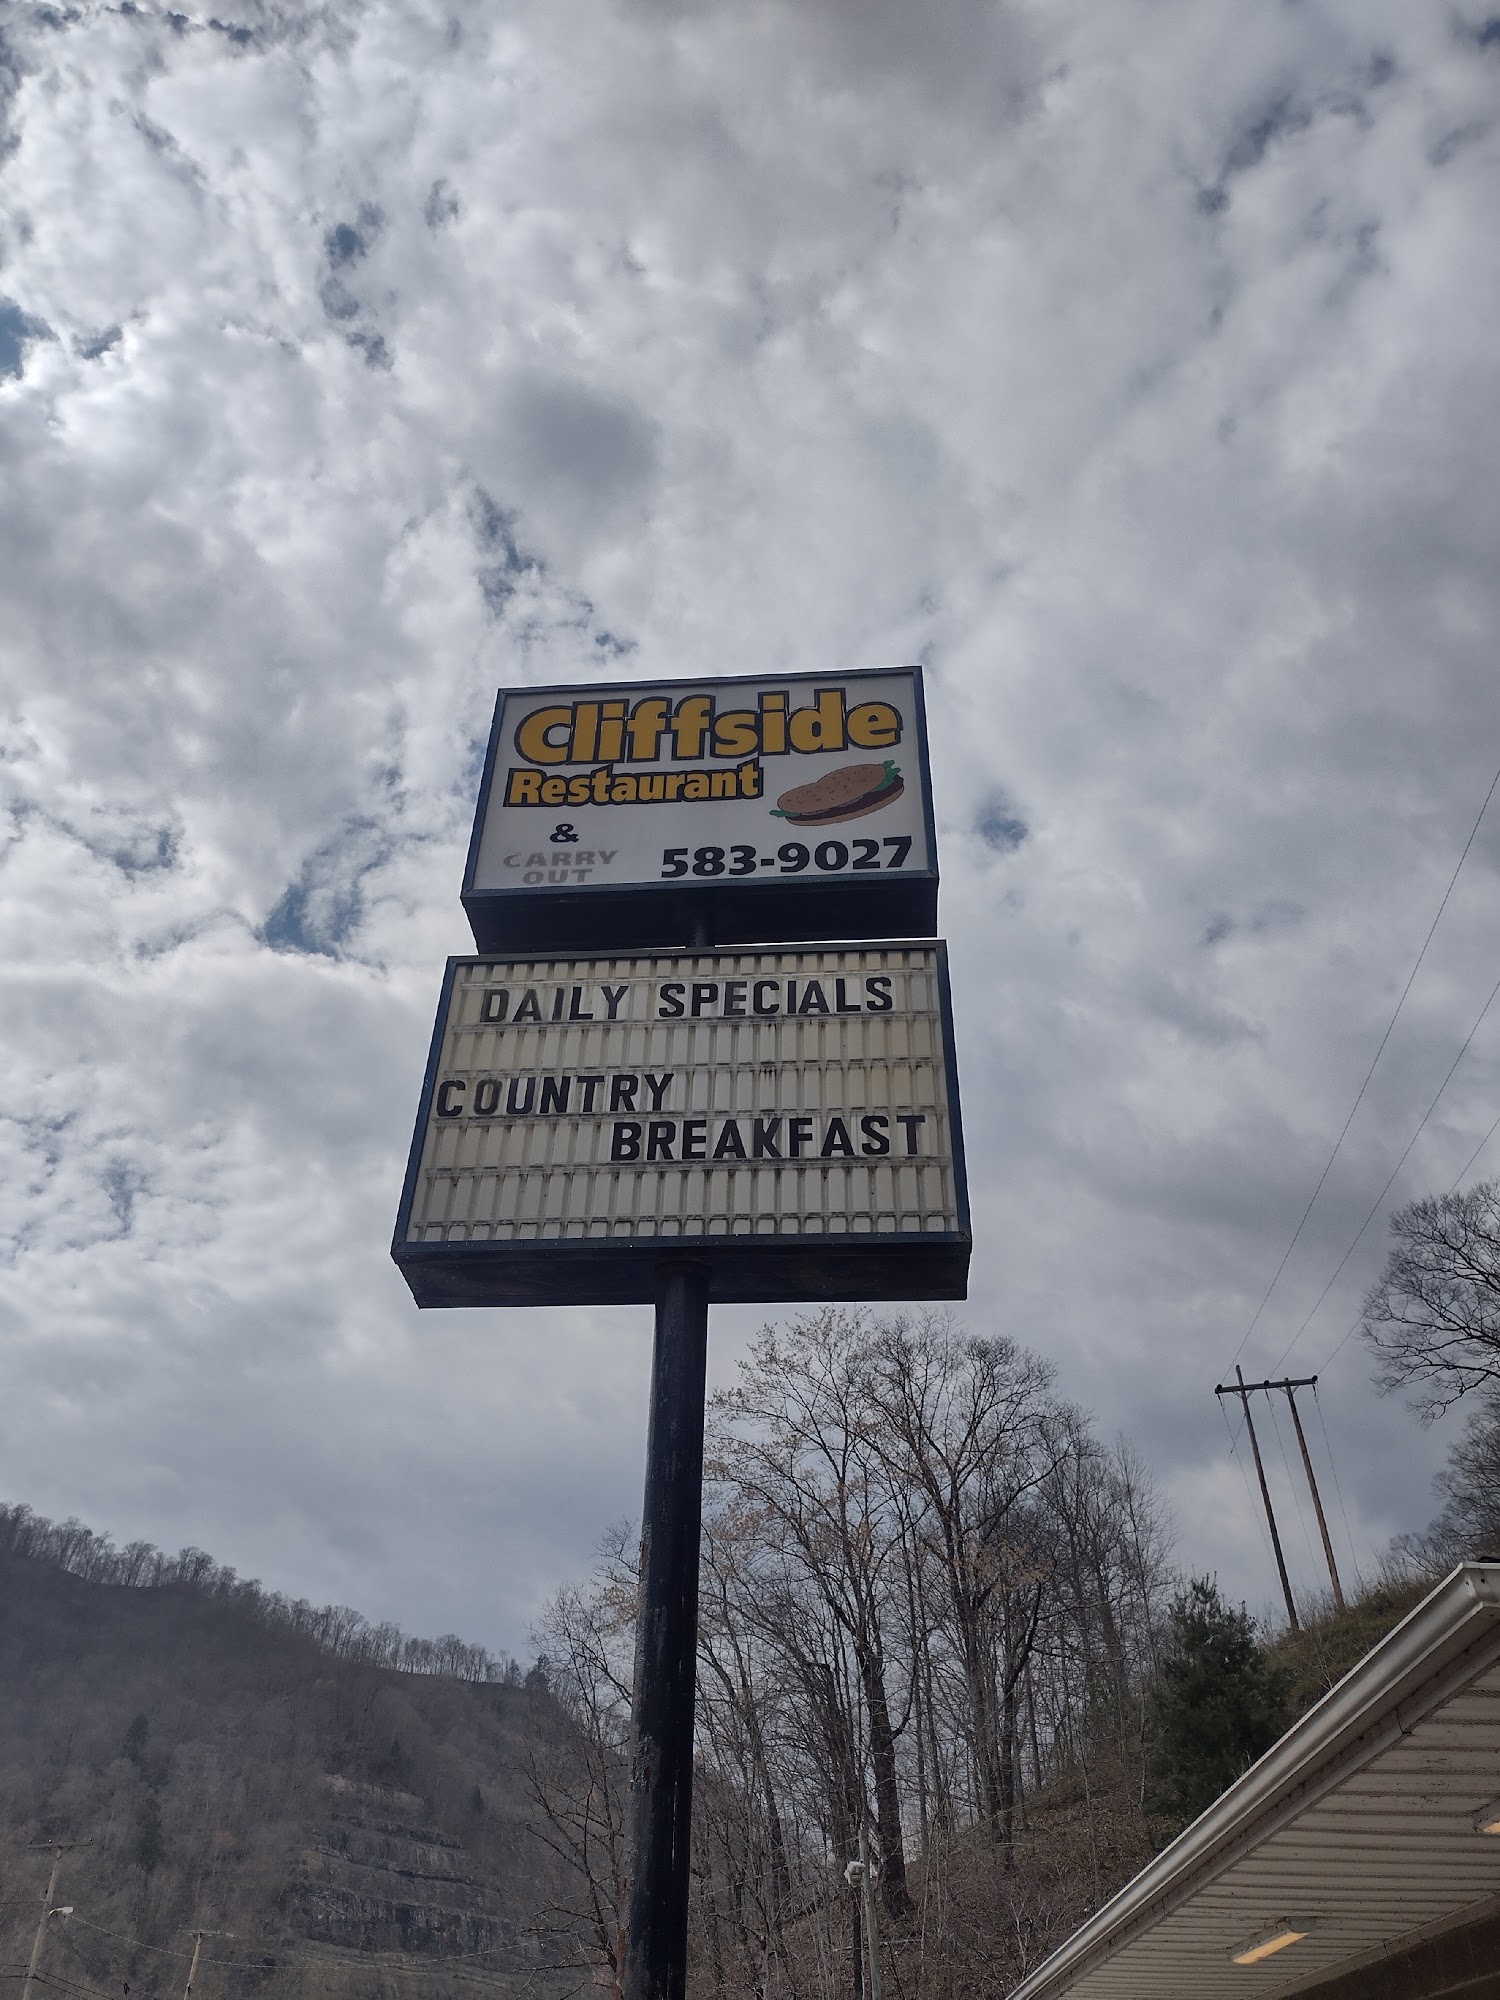 Cliffside
Restaurant
&
CARRY
OUT
583-9027
DAILY SPECIALS
COUNTRY
BREAKFAST